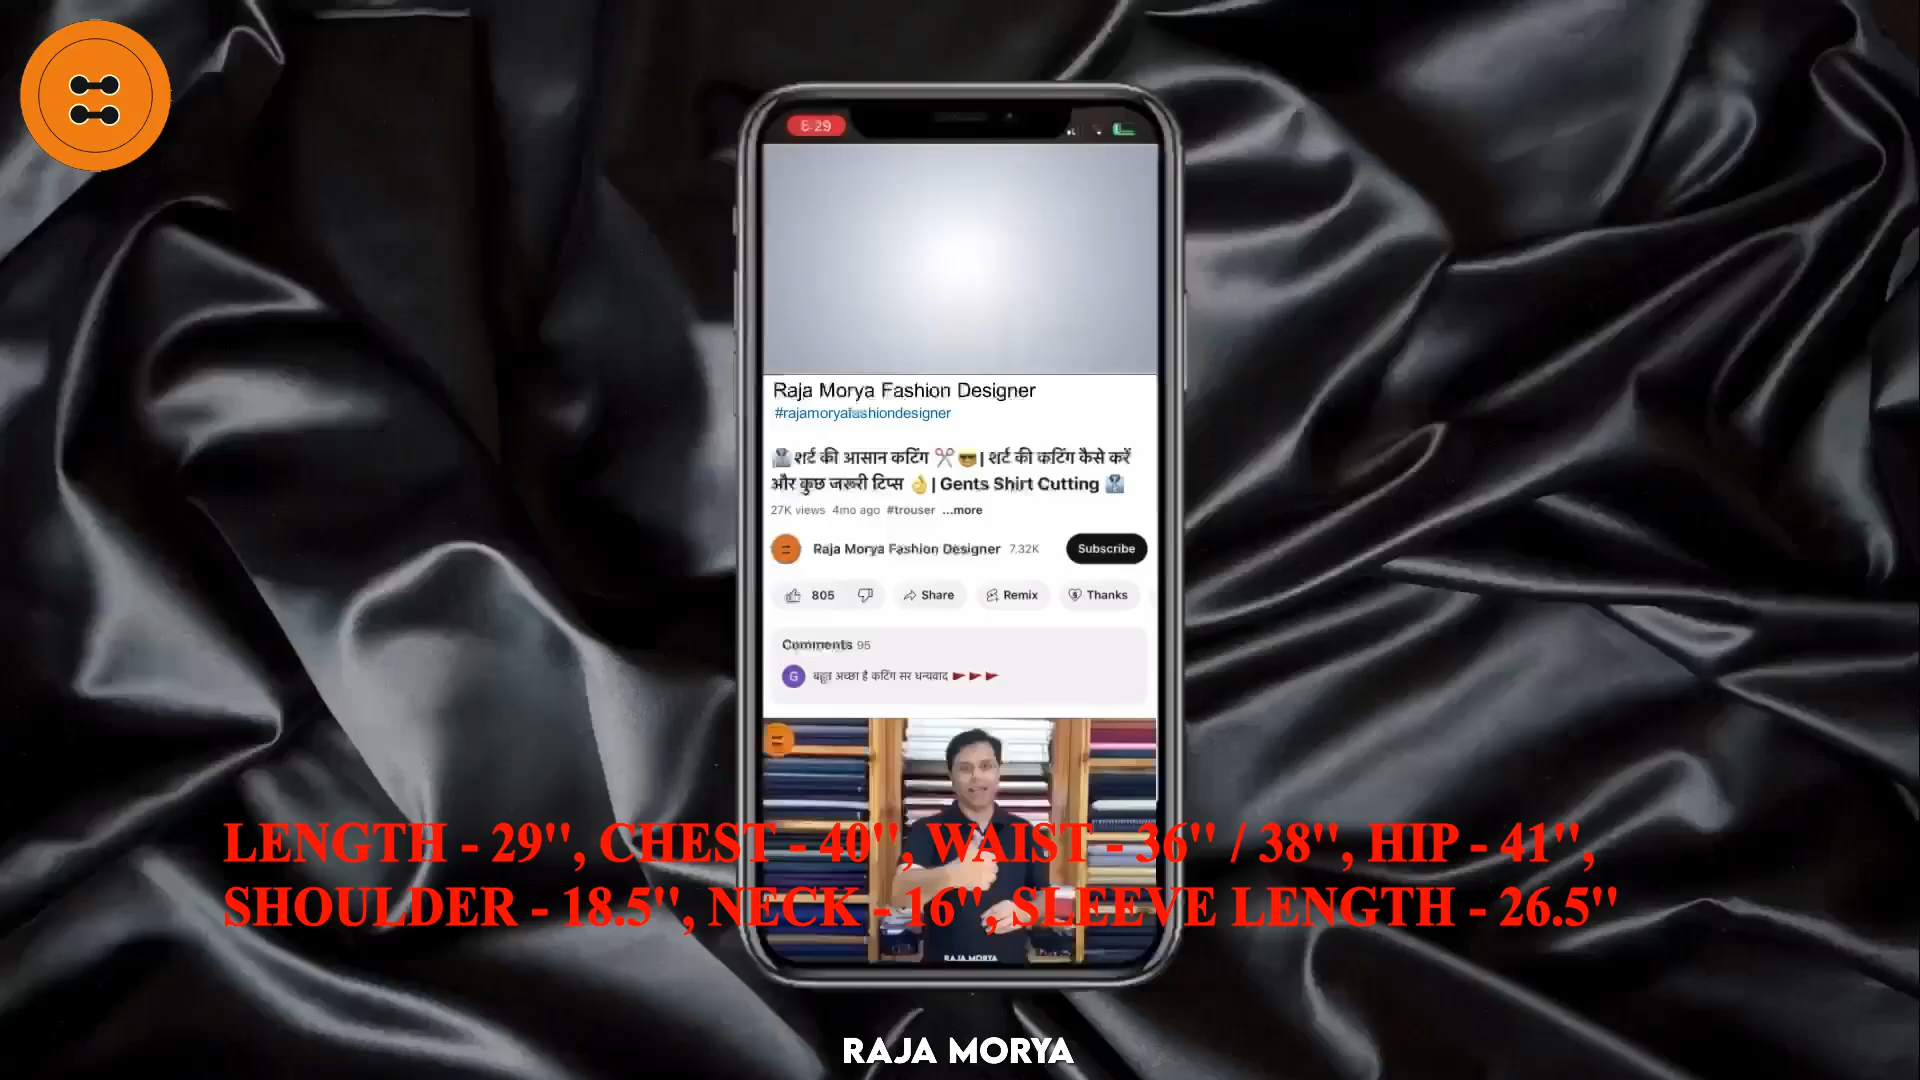 6:29
Raja Morya Fashion Designer
#rajamoryafashiondesigner
शर्ट की आसान कटिंग ✂️😎| शर्ट की कटिंग कैसे करें
और कुछ जरूरी टिप्स 👌| Gents Shirt Cutting
27K views 4mo ago #trouser ...more
Raja Morya Fashion Designer 7.32K
Subscribe
805 Share Remix Thanks
Comments 95
G बहुत अच्छा है कटिंग सर धन्यवाद
LENGTH - 29'', CHEST - 40'', WAIST - 36'' / 38'', HIP - 41'',
SHOULDER - 18.5'', NECK - 16'', SLEEVE LENGTH - 26.5''
RAJA MORYA
RAJA MORYA